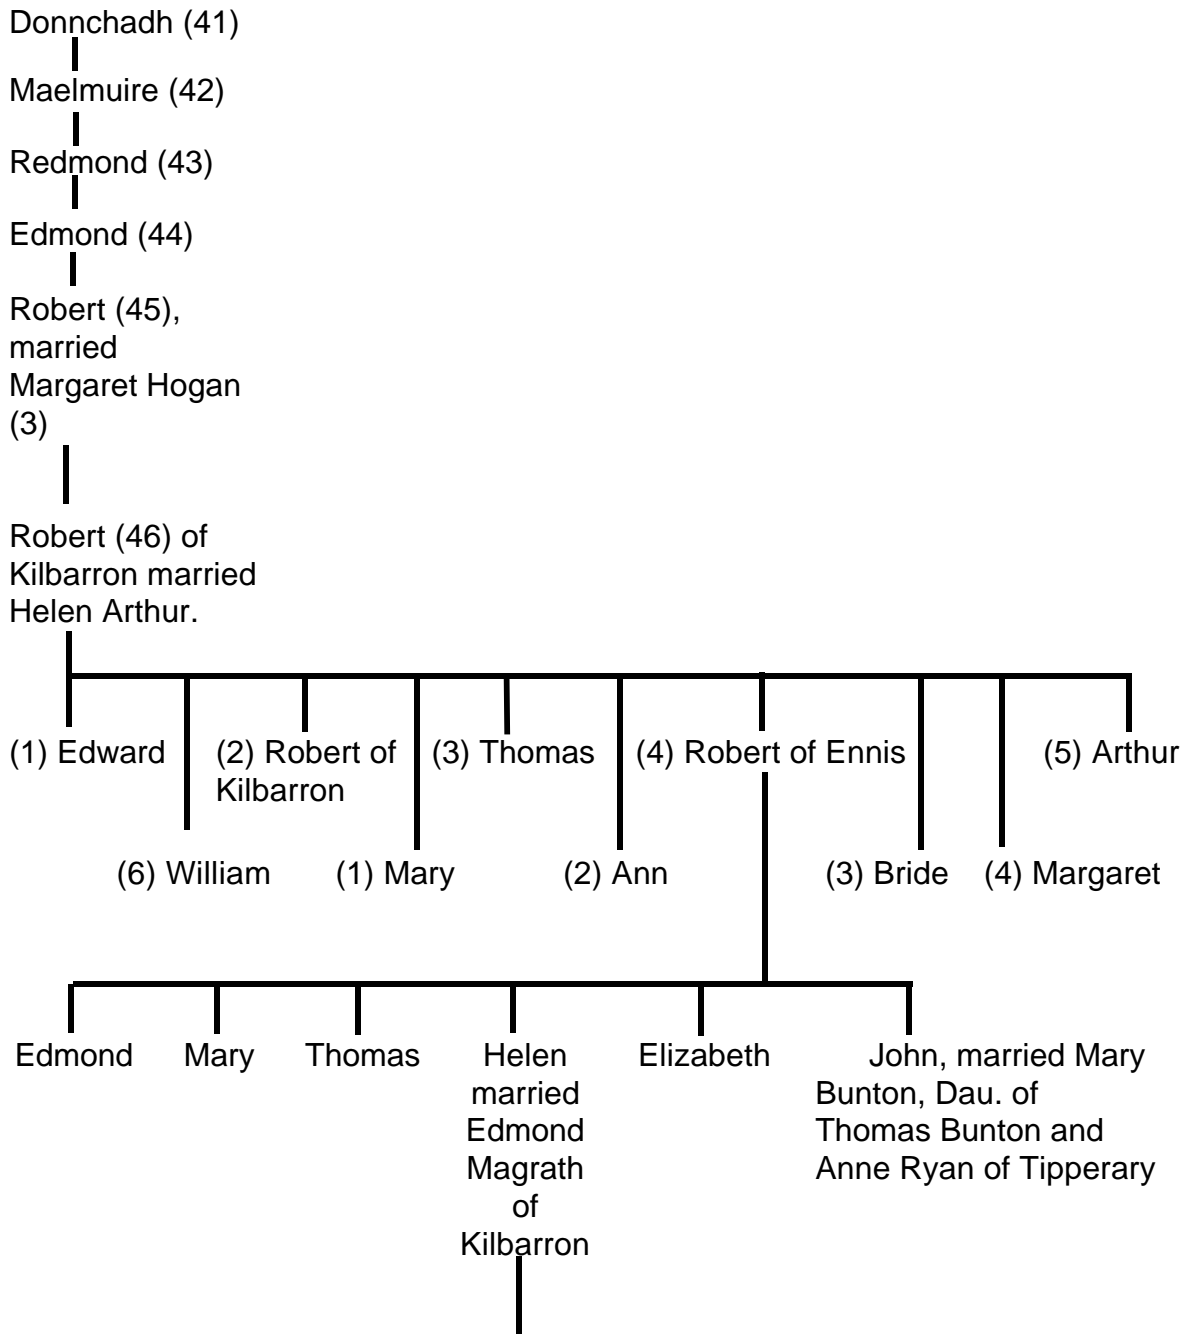 Donnchadh (41)
Maelmuire (42)
Redmond (43)
Edmond (44)
Robert (45),
married
Margaret Hogan
(3)
Robert (46) of
Kilbarron married
Helen Arthur.
(1) Edward
(2) Robert of
Kilbarron
(3) Thomas
(4) Robert of Ennis
(5) Arthur
(6) William
(1) Mary
(2) Ann
(3) Bride
(4) Margaret
Edmond
Mary
Thomas
Helen
married
Edmond
Magrath
of
Kilbarron
Elizabeth
John, married Mary
Bunton, Dau. of
Thomas Bunton and
Anne Ryan of Tipperary